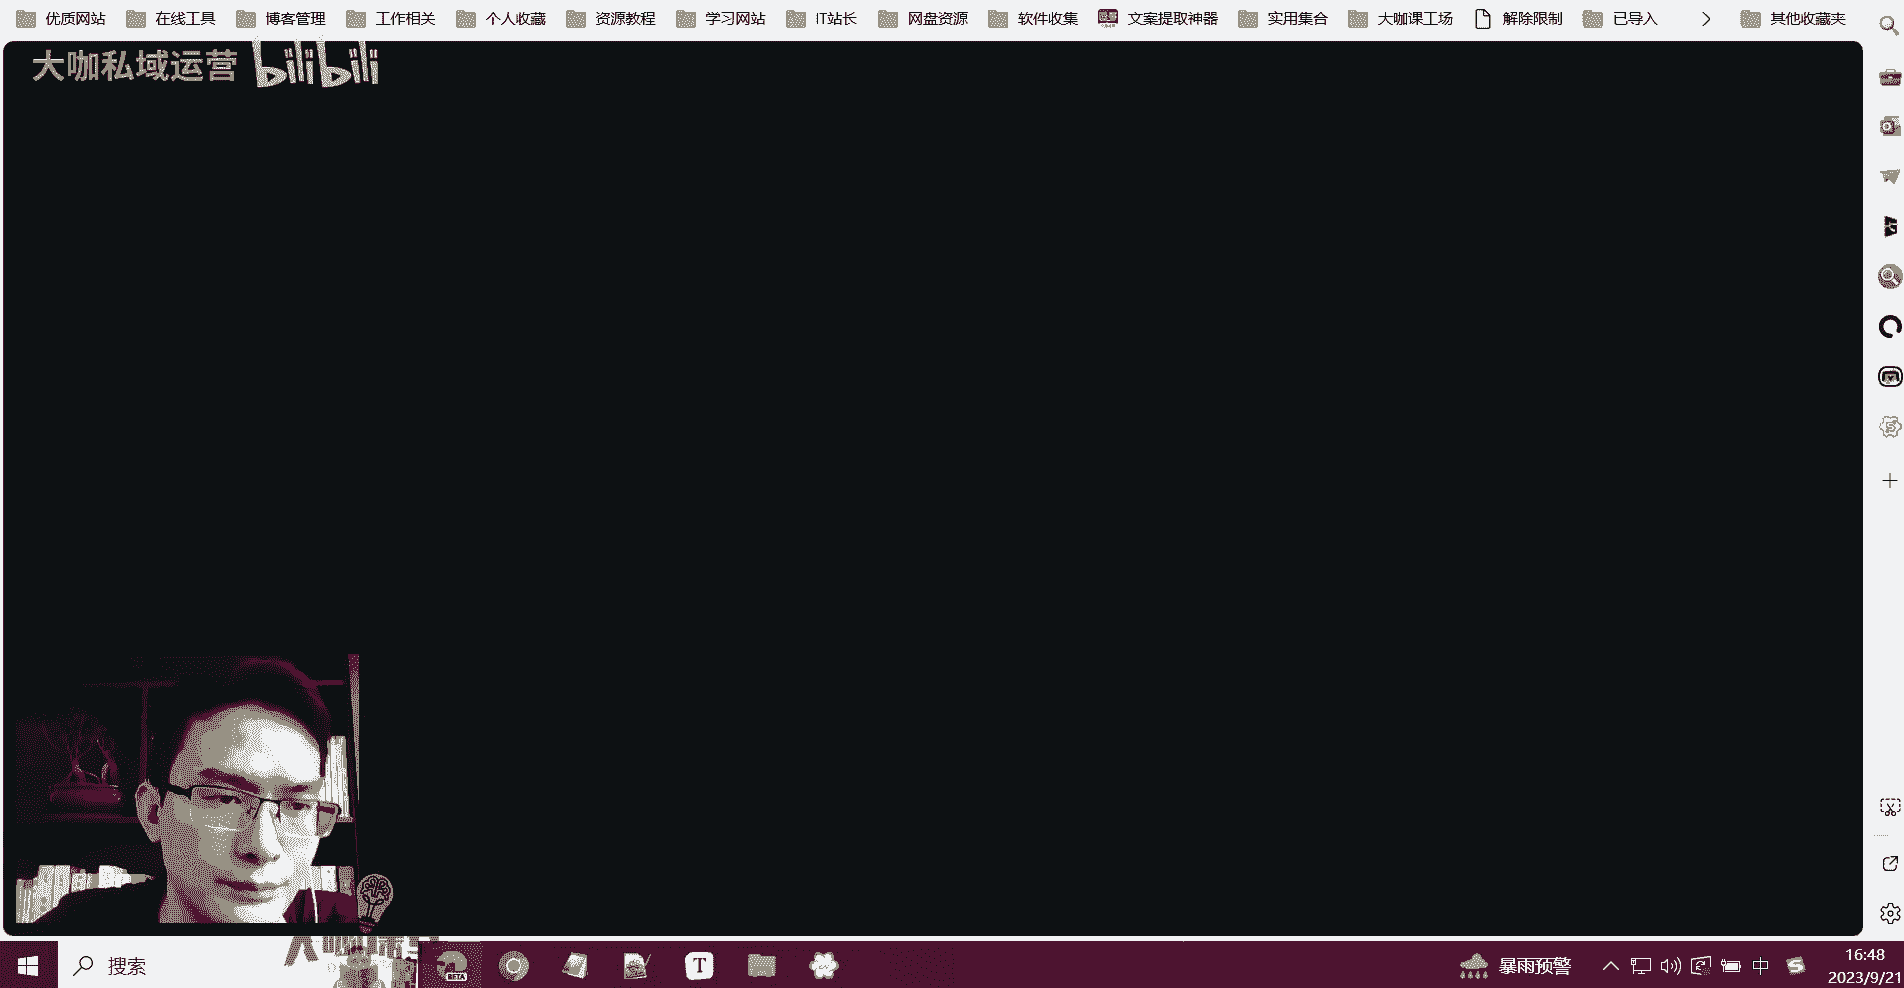 优质网站 在线工具 博客管理 工作相关 个人收藏 资源教程 学习网站 IT站长 网盘资源 软件收集 文案提取神器 实用集合 大咖课工场 解除限制 已导入 其他收藏夹
大咖私域运营 bilibili
搜索 BETA T 暴雨预警 中 S 16:48
2023/9/21